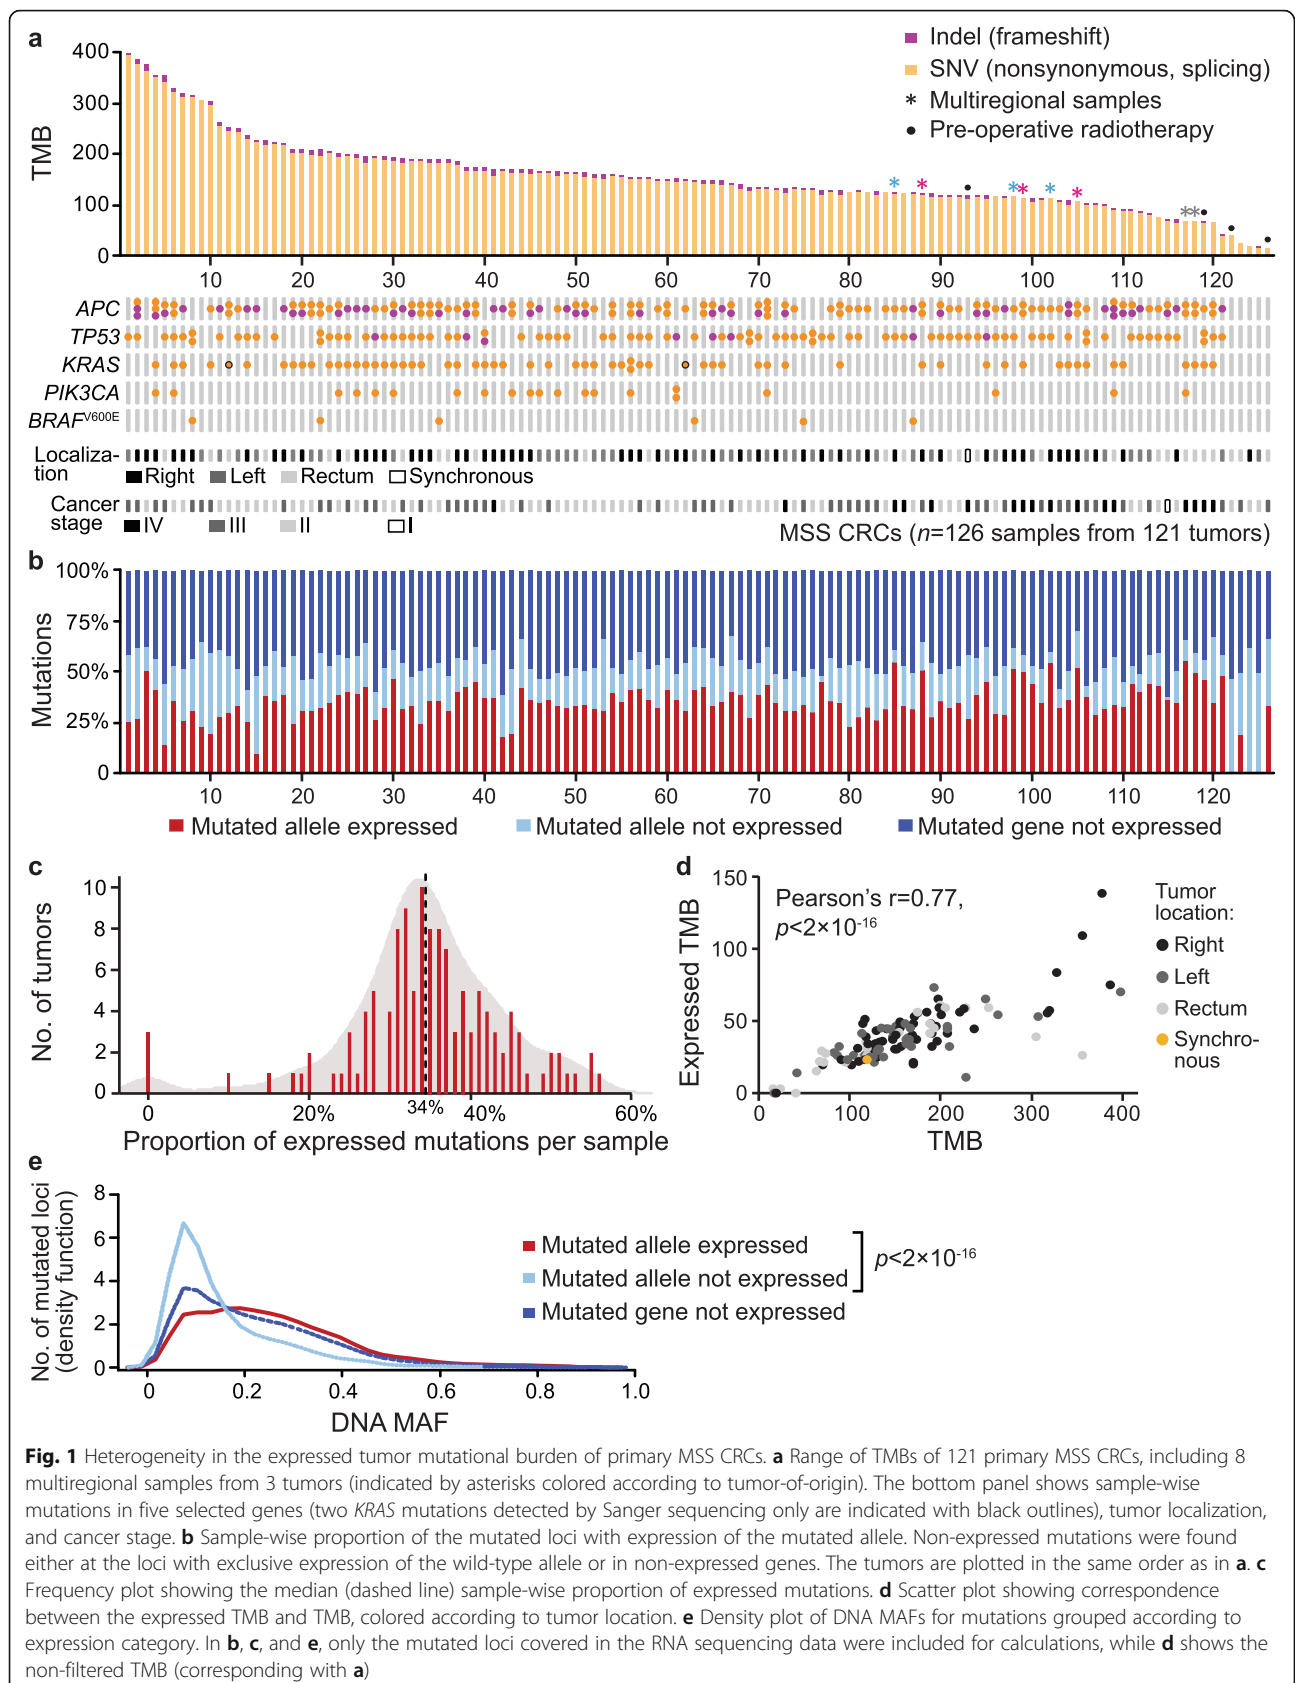 a
Indel (frameshift)
SNV (nonsynonymous, splicing)
* Multiregional samples
Pre-operative radiotherapy
TMB
400
300
200
100
0
10 20 30 40 50 60 70 80 90 100 110 120
APC
TP53
KRAS
PIK3CA
BRAF^V600E
Localiza-
tion
Right Left Rectum Synchronous
Cancer
stage
IV III II I
MSS CRCs (n=126 samples from 121 tumors)
b
Mutations
100%
75%
50%
25%
0
10 20 30 40 50 60 70 80 90 100 110 120
Mutated allele expressed Mutated allele not expressed Mutated gene not expressed
c
No. of tumors
10
8
6
4
2
0
0 20% 34% 40% 60%
Proportion of expressed mutations per sample
d
Expressed TMB
150
100
50
0
Pearson's r=0.77,
p<2×10^-16
0 100 200 300 400
TMB
Tumor
location:
Right
Left
Rectum
Synchro-
nous
e
No. of mutated loci
(density function)
8
6
4
2
0
Mutated allele expressed
Mutated allele not expressed
Mutated gene not expressed
p<2×10^-16
0 0.2 0.4 0.6 0.8 1.0
DNA MAF
Fig. 1 Heterogeneity in the expressed tumor mutational burden of primary MSS CRCs. a Range of TMBs of 121 primary MSS CRCs, including 8
multiregional samples from 3 tumors (indicated by asterisks colored according to tumor-of-origin). The bottom panel shows sample-wise
mutations in five selected genes (two KRAS mutations detected by Sanger sequencing only are indicated with black outlines), tumor localization,
and cancer stage. b Sample-wise proportion of the mutated loci with expression of the mutated allele. Non-expressed mutations were found
either at the loci with exclusive expression of the wild-type allele or in non-expressed genes. The tumors are plotted in the same order as in a. c
Frequency plot showing the median (dashed line) sample-wise proportion of expressed mutations. d Scatter plot showing correspondence
between the expressed TMB and TMB, colored according to tumor location. e Density plot of DNA MAFs for mutations grouped according to
expression category. In b, c, and e, only the mutated loci covered in the RNA sequencing data were included for calculations, while d shows the
non-filtered TMB (corresponding with a)